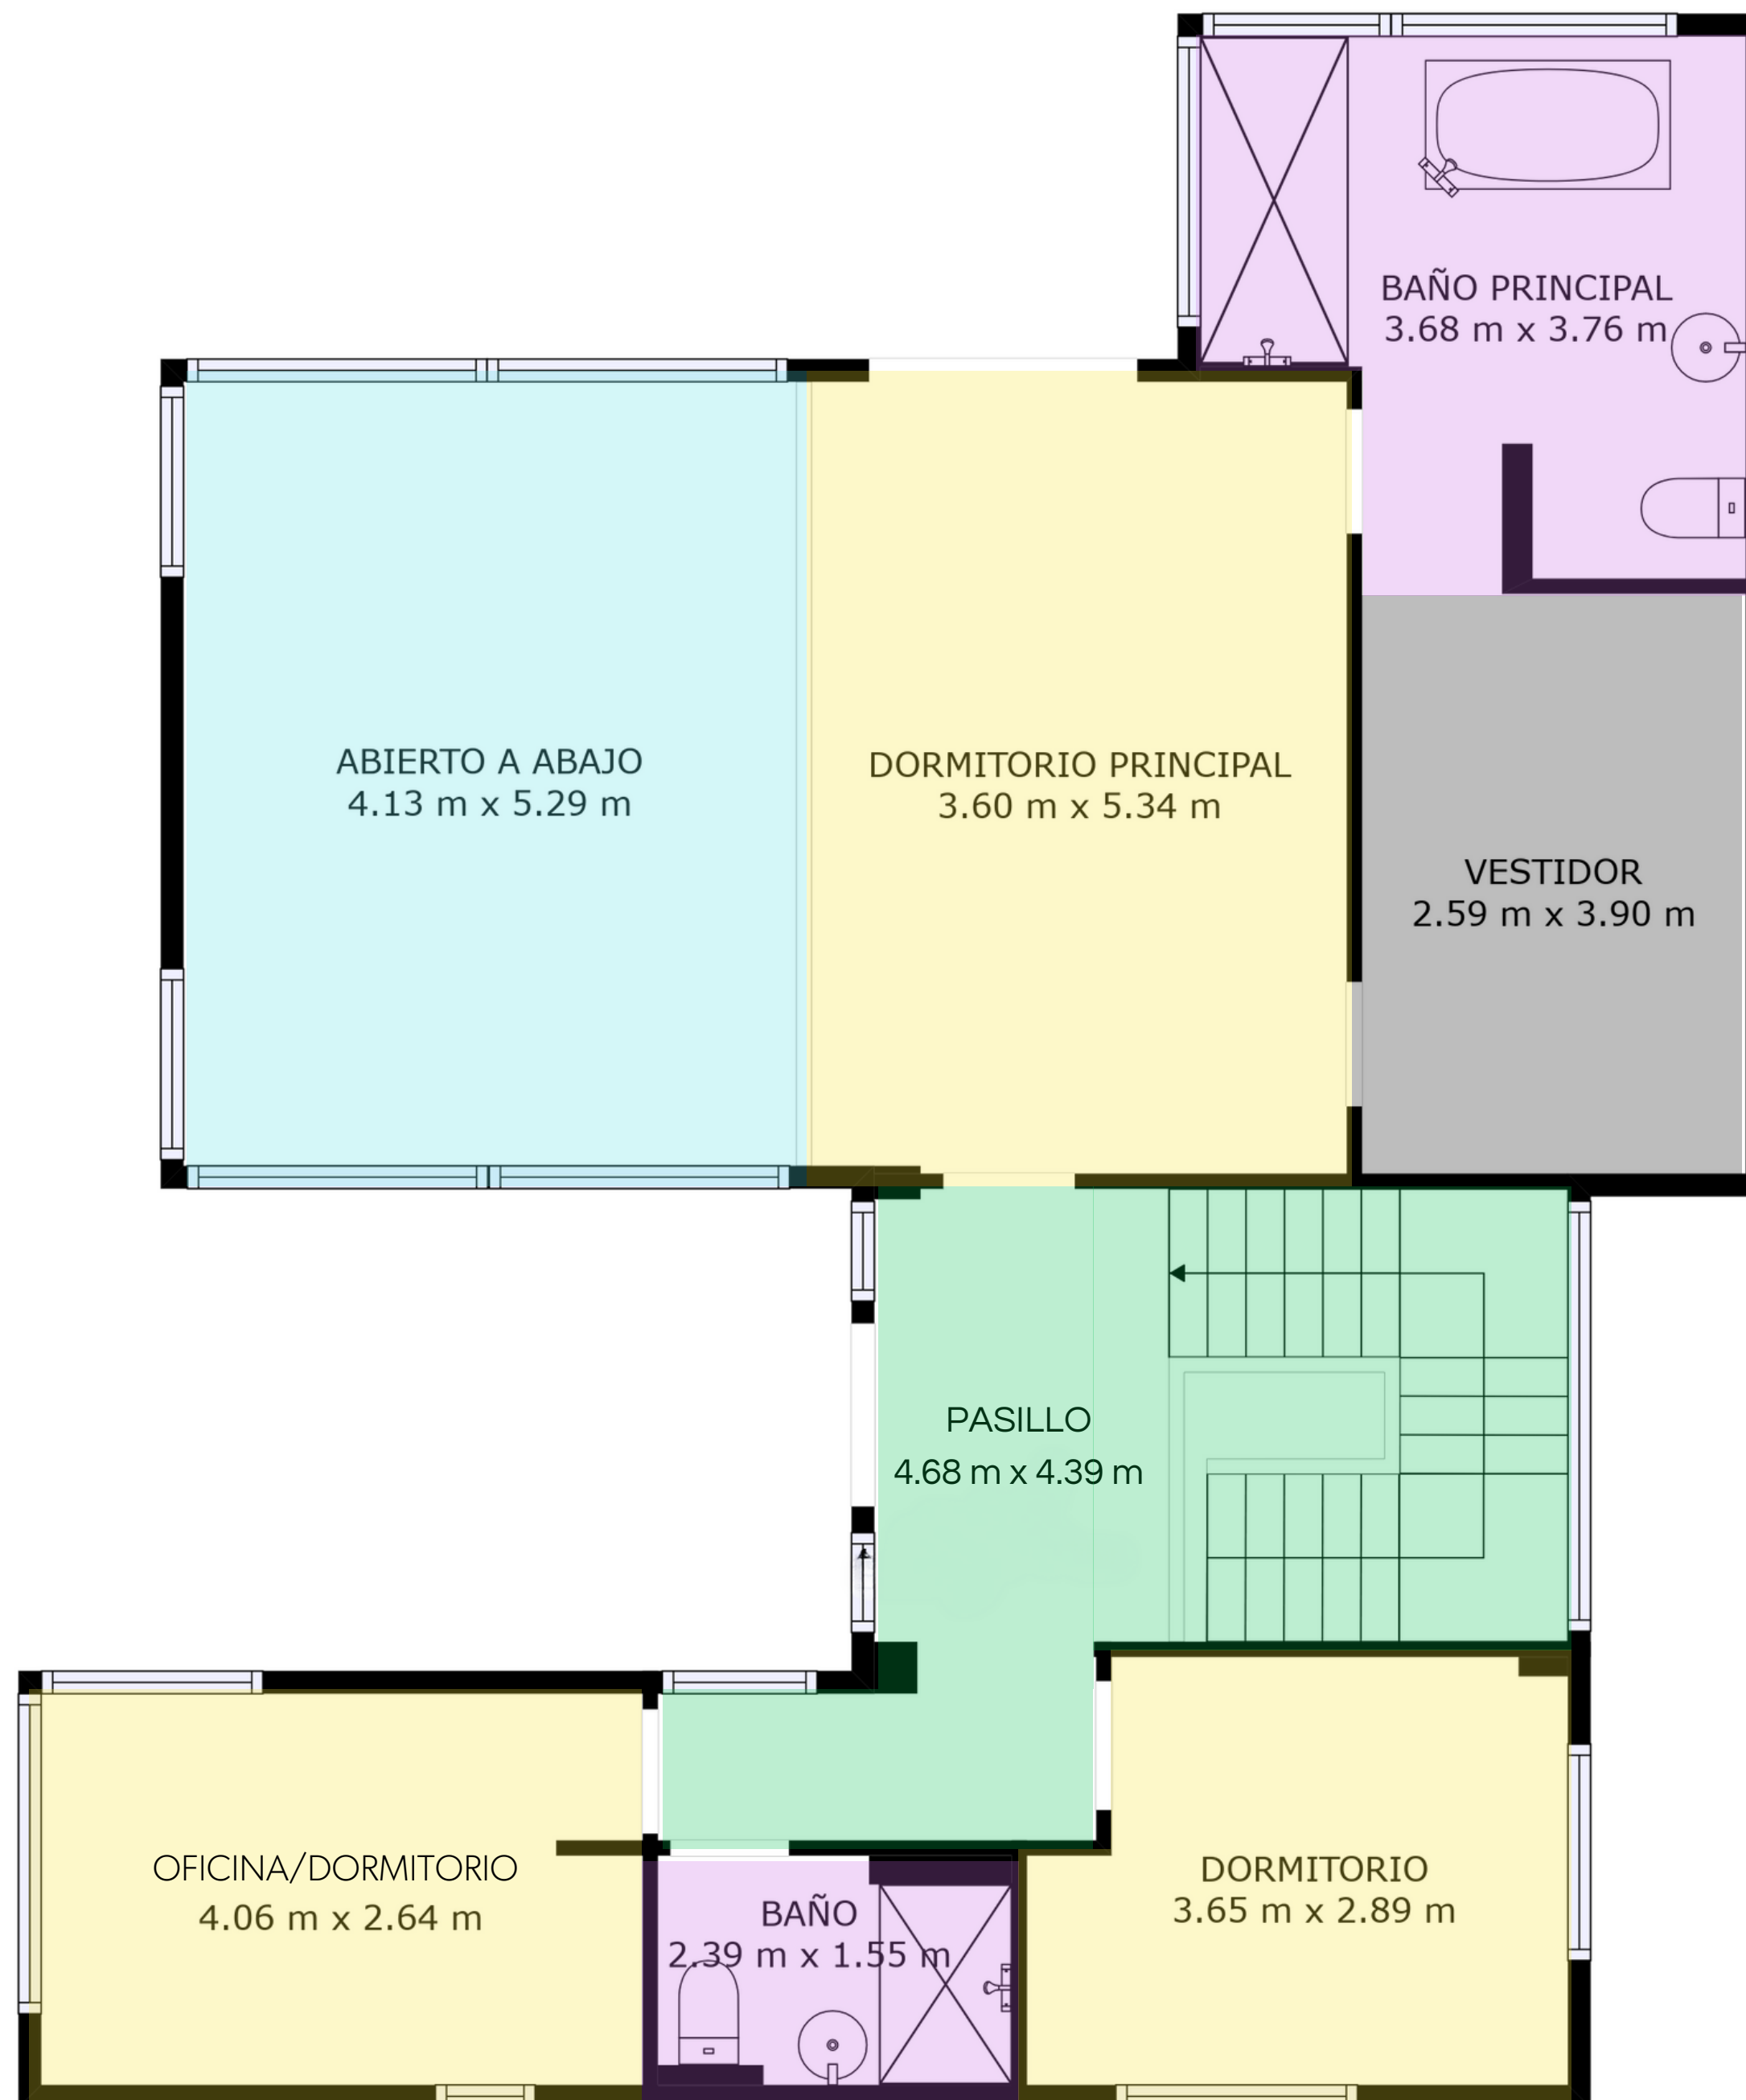 BAÑO PRINCIPAL
3.68 m x 3.76 m
ABIERTO A ABAJO
4.13 m x 5.29 m
DORMITORIO PRINCIPAL
3.60 m x 5.34 m
VESTIDOR
2.59 m x 3.90 m
PASILLO
4.68 m x 4.39 m
OFICINA/DORMITORIO
4.06 m x 2.64 m
BAÑO
2.39 m x 1.55 m
DORMITORIO
3.65 m x 2.89 m